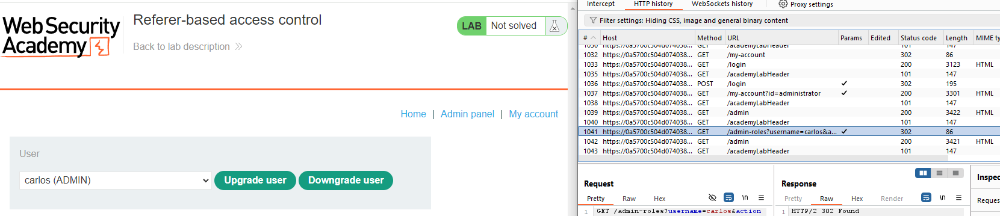 Web Security
Academy
Referer-based access control
Back to lab description
LAB Not solved
Home | Admin panel | My account
User
carlos (ADMIN)
Upgrade user
Downgrade user
Intercept HTTP history WebSockets history Proxy settings
Filter settings: Hiding CSS, image and general binary content
# Host Method URL Params Edited Status code Length MIME ty
1030 https://0a5700c504d074038... GET /academyLabHeader 101 147
1032 https://0a5700c504d074038... GET /my-account 302 86
1033 https://0a5700c504d074038... GET /login 200 3123 HTML
1035 https://0a5700c504d074038... GET /academyLabHeader 101 147
1036 https://0a5700c504d074038... POST /login ✓ 302 195
1037 https://0a5700c504d074038... GET /my-account?id=administrator ✓ 200 3301 HTML
1038 https://0a5700c504d074038... GET /academyLabHeader 101 147
1039 https://0a5700c504d074038... GET /admin 200 3422 HTML
1040 https://0a5700c504d074038... GET /academyLabHeader 101 147
1041 https://0a5700c504d074038... GET /admin-roles?username=carlos&a... ✓ 302 86
1042 https://0a5700c504d074038... GET /admin 200 3421 HTML
1043 https://0a5700c504d074038... GET /academyLabHeader 101 147
Request
Pretty Raw Hex \n
1 GET /admin-roles?username=carlos&action
Response
Pretty Raw Hex Render \n
1 HTTP/2 302 Found
Inspec
Reques